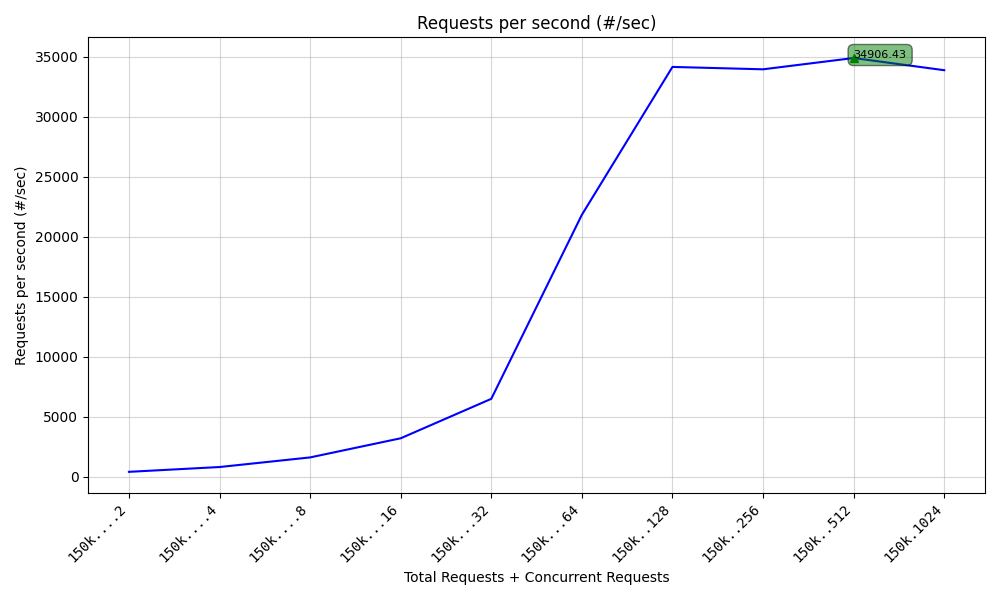 Requests per second (#/sec)
34906.43
35000
30000
25000
20000
15000
10000
5000
0
Requests per second (#/sec)
150k....2
150k....4
150k....8
150k...16
150k...32
150k...64
150k..128
150k..256
150k..512
150k.1024
Total Requests + Concurrent Requests